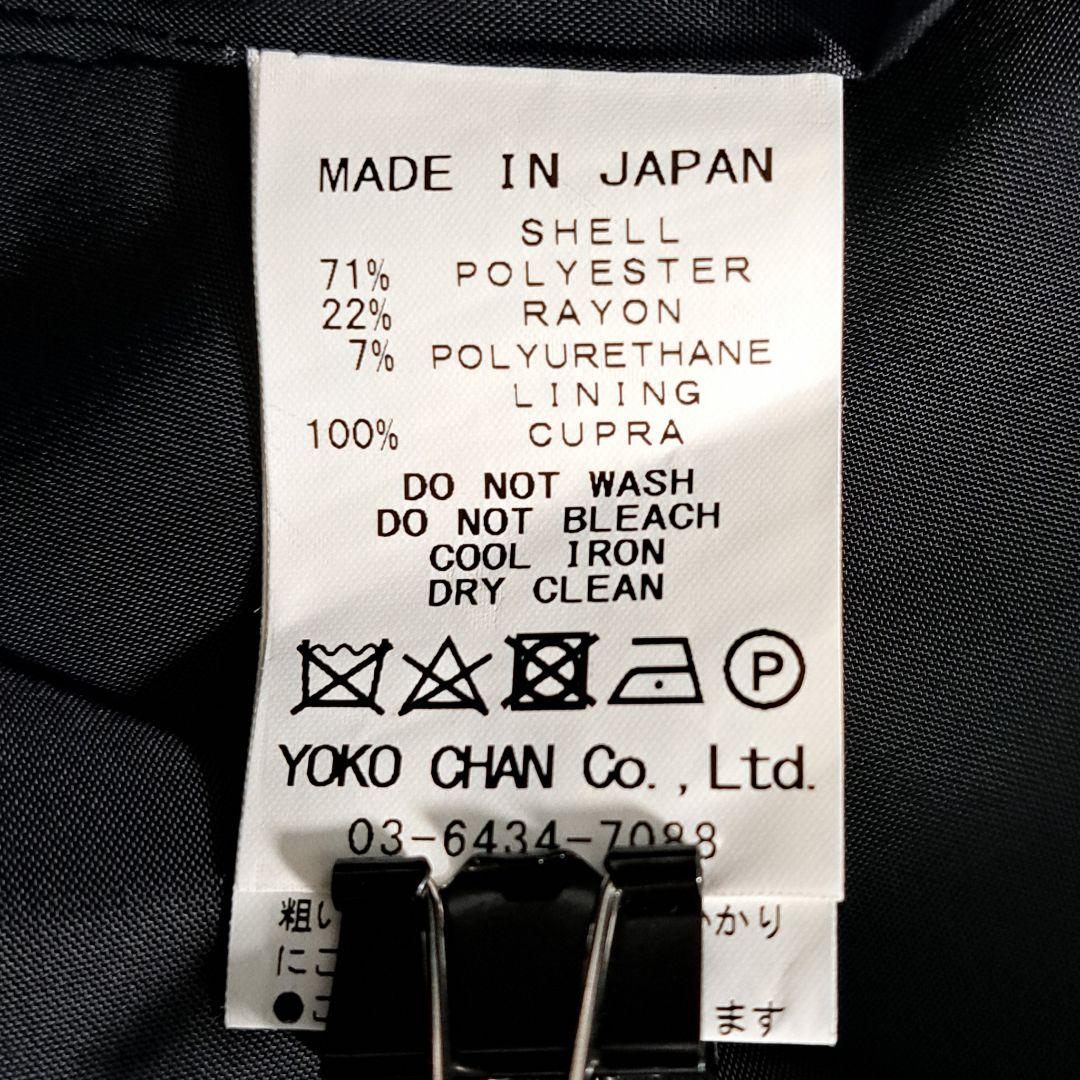 MADE IN JAPAN
SHELL
71% POLYESTER
22% RAYON
7% POLYURETHANE
LINING
100% CUPRA
DO NOT WASH
DO NOT BLEACH
COOL IRON
DRY CLEAN
P
YOKO CHAN Co.,Ltd.
03-6434-7088
粗い かかり
にご
● ます